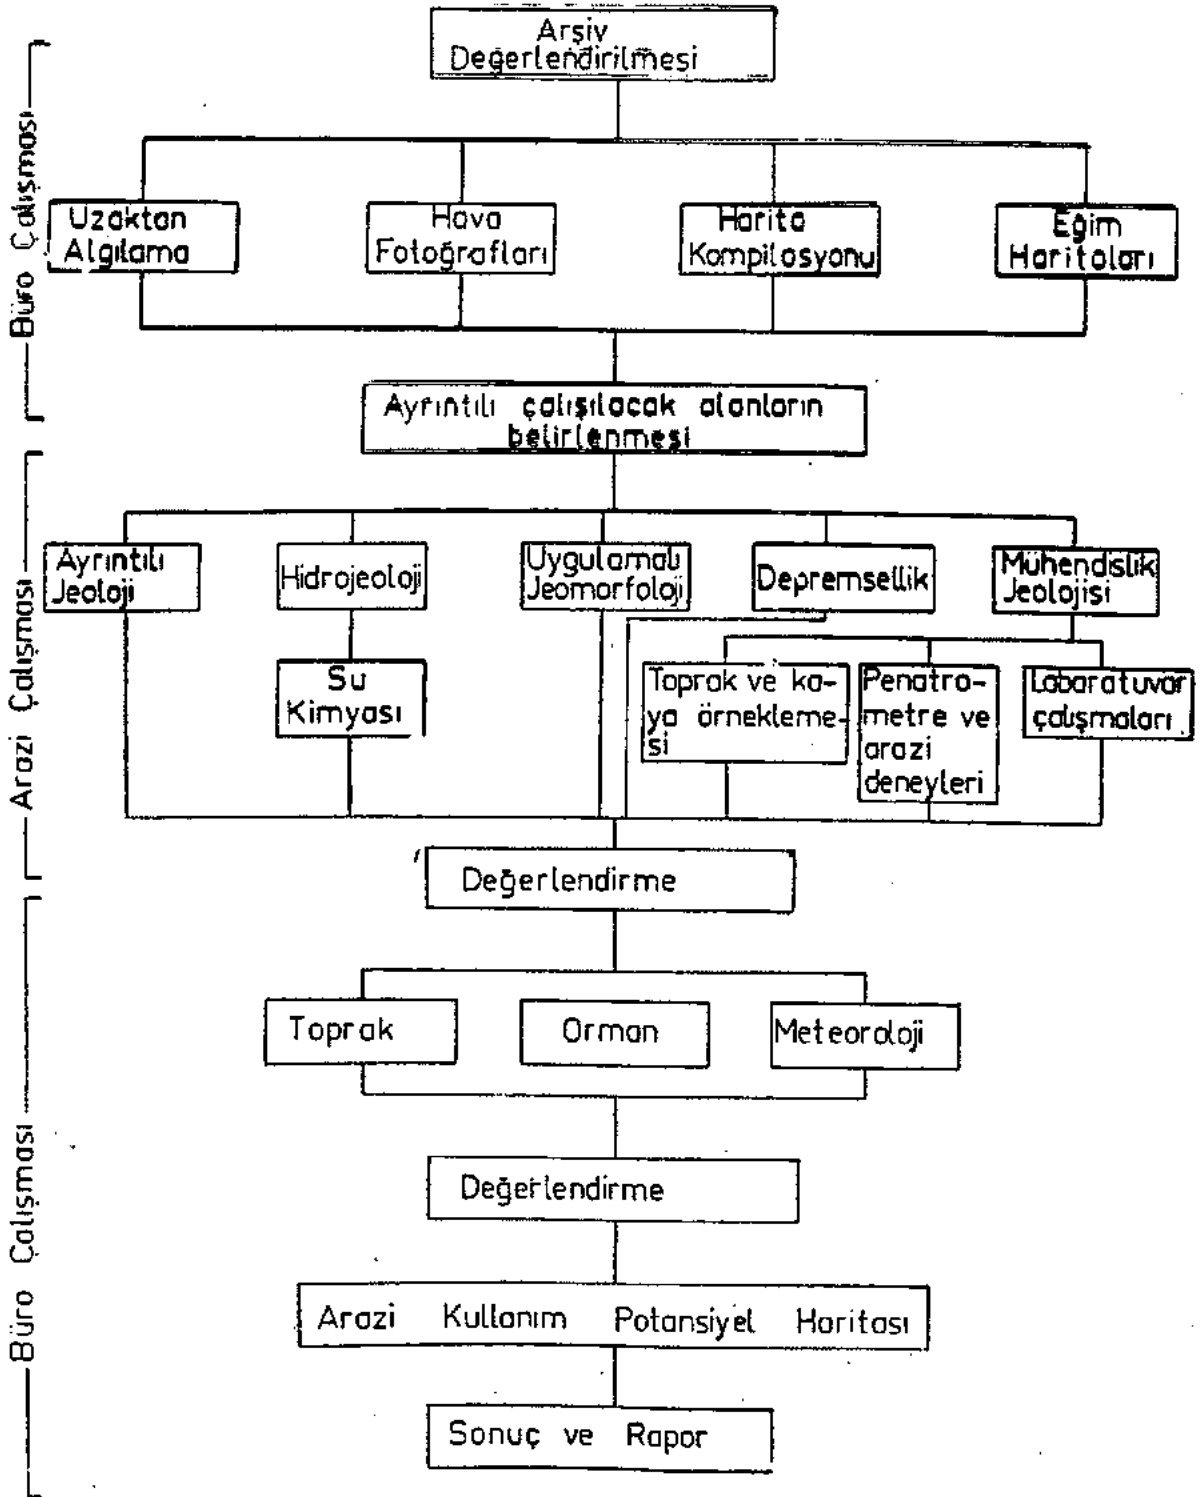 Arşiv
Değerlendirilmesi
Büro Çalışması
Uzaktan
Algılama
Hava
Fotoğrafları
Harita
Kompilasyonu
Eğim
Haritaları
Ayrıntılı çalışılacak alanların
belirlenmesi
Arazi Çalışması
Ayrıntılı
Jeoloji
Hidrojeoloji
Uygulamalı
Jeomorfoloji
Depremsellik
Mühendislik
Jeolojisi
Su
Kimyası
Toprak ve ka-
ya örnekleme-
si
Penatro-
metre ve
arazi
deneyleri
Labaratuvar
çalışmaları
Değerlendirme
Büro Çalışması
Toprak
Orman
Meteoroloji
Değerlendirme
Arazi Kullanım Potansiyel Haritası
Sonuç ve Rapor